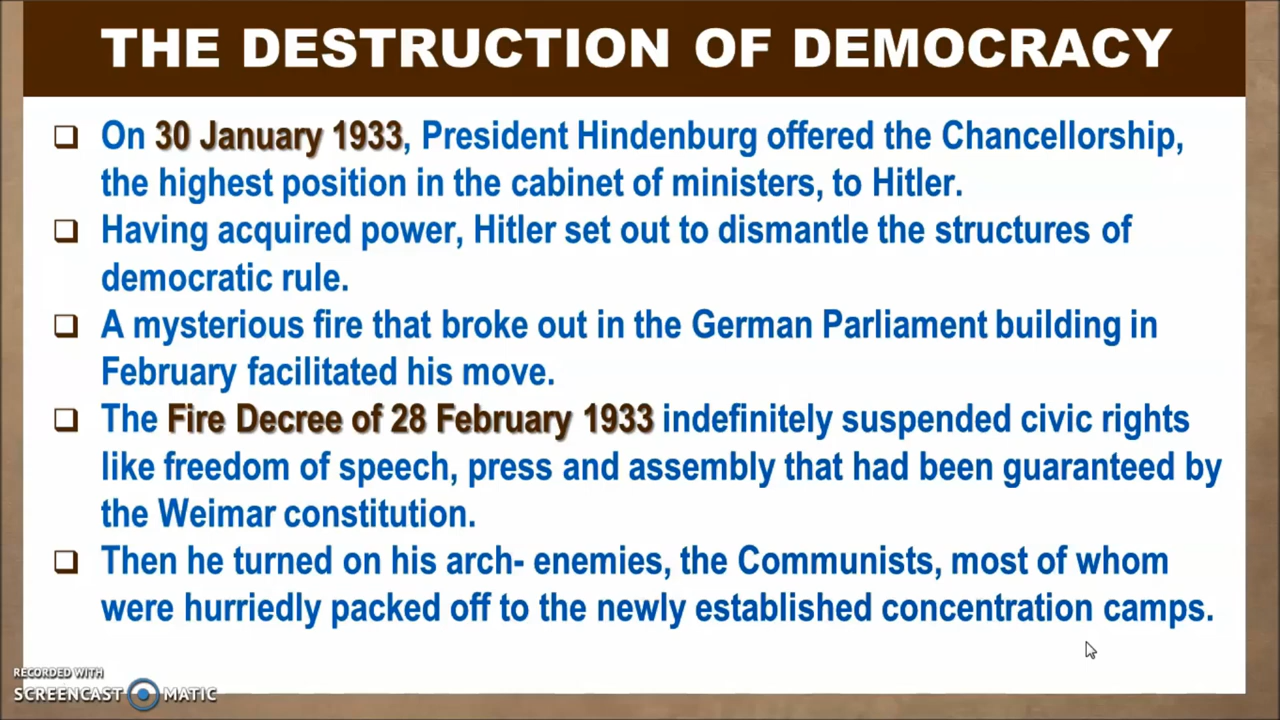 THE DESTRUCTION OF DEMOCRACY
❑ On 30 January 1933, President Hindenburg offered the Chancellorship,
the highest position in the cabinet of ministers, to Hitler.
❑ Having acquired power, Hitler set out to dismantle the structures of
democratic rule.
❑ A mysterious fire that broke out in the German Parliament building in
February facilitated his move.
❑ The Fire Decree of 28 February 1933 indefinitely suspended civic rights
like freedom of speech, press and assembly that had been guaranteed by
the Weimar constitution.
❑ Then he turned on his arch- enemies, the Communists, most of whom
were hurriedly packed off to the newly established concentration camps.
RECORDED WITH
SCREENCAST MATIC